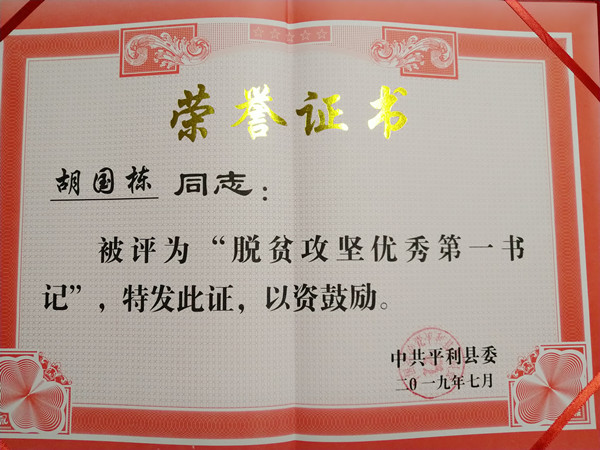 荣誉证书
胡国栋 同志：
被评为“脱贫攻坚优秀第一书
记”，特发此证，以资鼓励。
中共平利县委
二0一九年七月